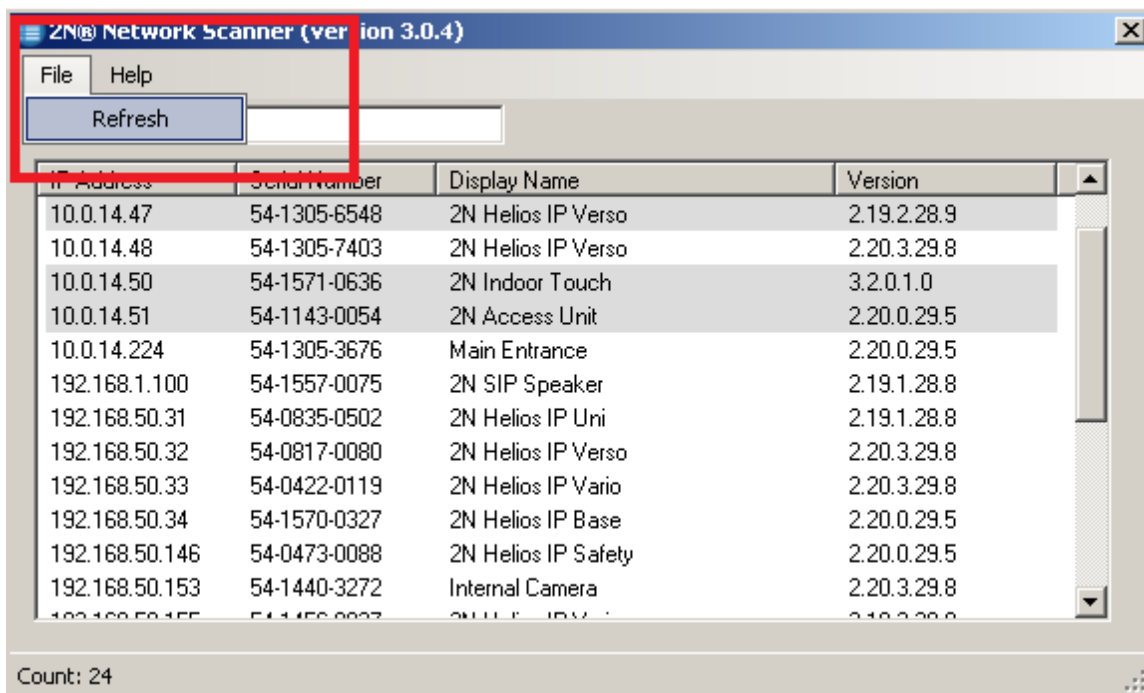 2N® Network Scanner (version 3.0.4)
File Help
Refresh
IP Address Serial Number Display Name Version
10.0.14.47 54-1305-6548 2N Helios IP Verso 2.19.2.28.9
10.0.14.48 54-1305-7403 2N Helios IP Verso 2.20.3.29.8
10.0.14.50 54-1571-0636 2N Indoor Touch 3.2.0.1.0
10.0.14.51 54-1143-0054 2N Access Unit 2.20.0.29.5
10.0.14.224 54-1305-3676 Main Entrance 2.20.0.29.5
192.168.1.100 54-1557-0075 2N SIP Speaker 2.19.1.28.8
192.168.50.31 54-0835-0502 2N Helios IP Uni 2.19.1.28.8
192.168.50.32 54-0817-0080 2N Helios IP Verso 2.20.3.29.8
192.168.50.33 54-0422-0119 2N Helios IP Vario 2.20.3.29.8
192.168.50.34 54-1570-0327 2N Helios IP Base 2.20.0.29.5
192.168.50.146 54-0473-0088 2N Helios IP Safety 2.20.0.29.5
192.168.50.153 54-1440-3272 Internal Camera 2.20.3.29.8
Count: 24